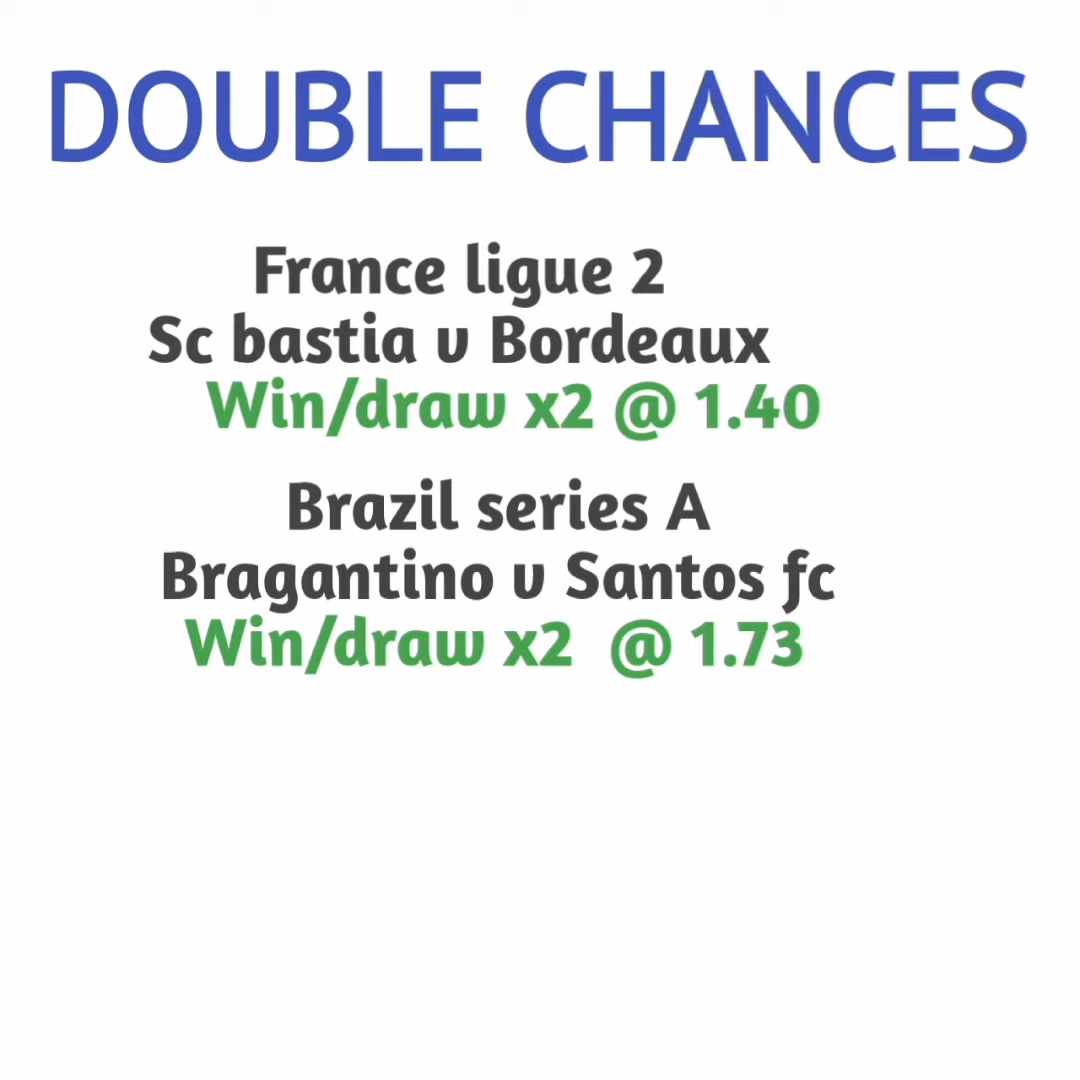 DOUBLE CHANCES
France ligue 2
Sc bastia v Bordeaux
Win/draw x2 @ 1.40
Brazil series A
Bragantino v Santos fc
Win/draw x2 @ 1.73